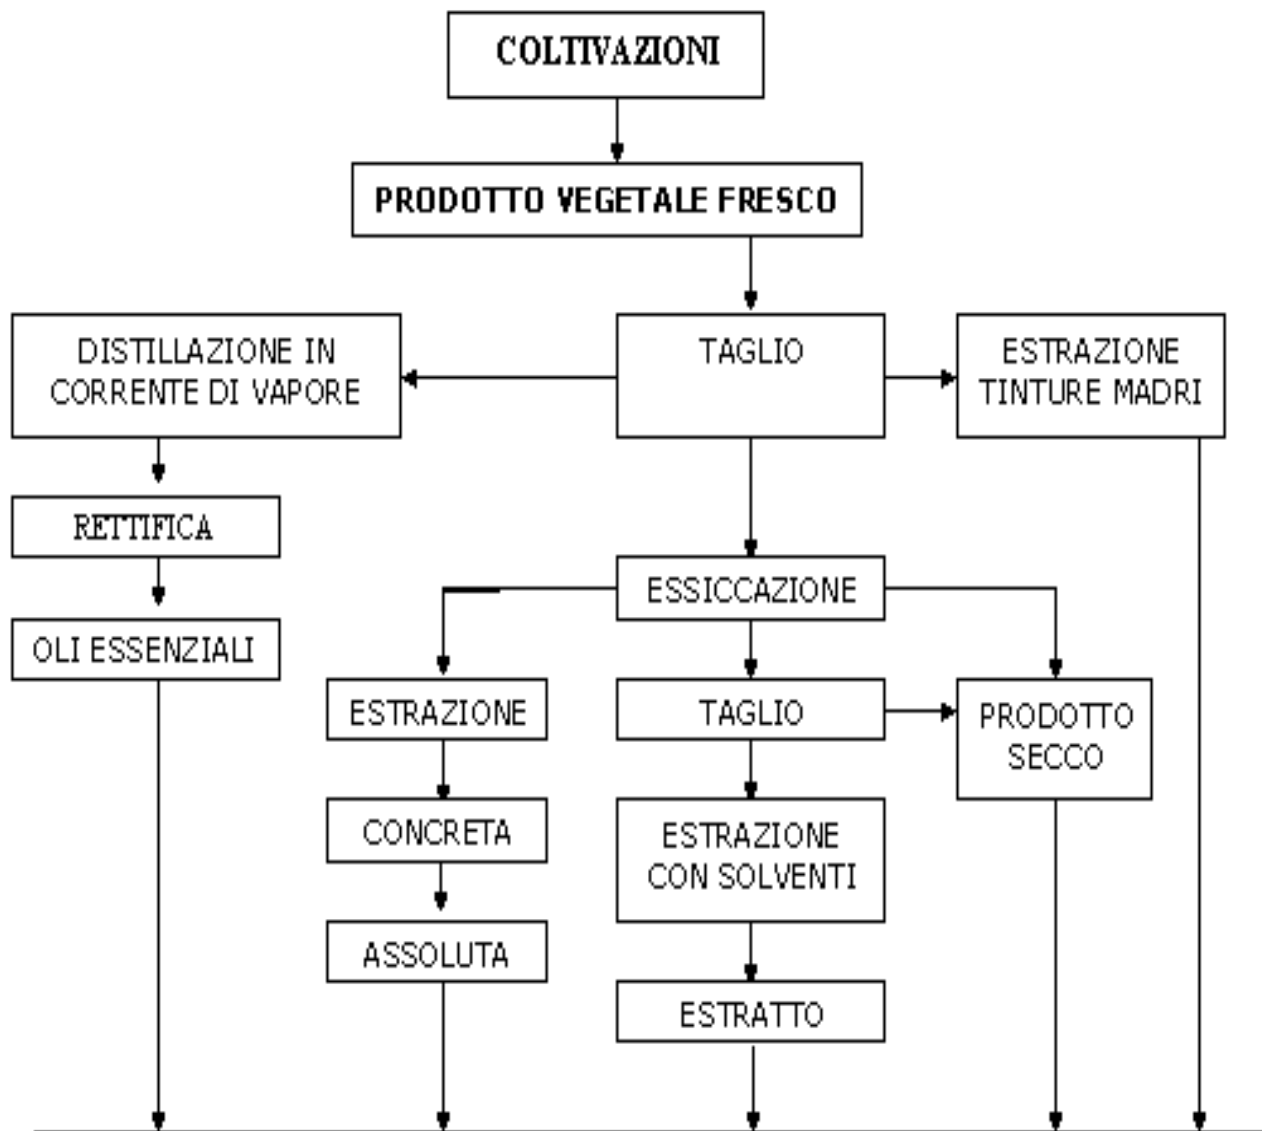 COLTIVAZIONI
PRODOTTO VEGETALE FRESCO
DISTILLAZIONE IN
CORRENTE DI VAPORE
TAGLIO
ESTRAZIONE
TINTURE MADRI
RETTIFICA
OLI ESSENZIALI
ESSICCAZIONE
ESTRAZIONE
TAGLIO
PRODOTTO
SECCO
CONCRETA
ESTRAZIONE
CON SOLVENTI
ASSOLUTA
ESTRATTO